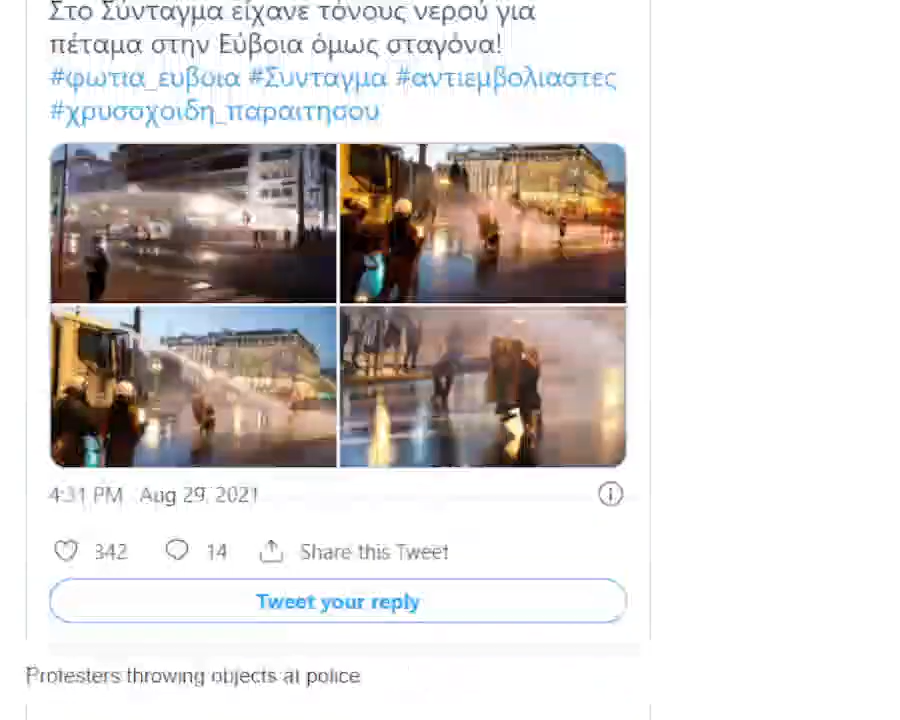 Στο Σύνταγμα είχανε τόνους νερού για
πέταμα στην Εύβοια όμως σταγόνα!
#φωτια_ευβοια #Συνταγμα #αντιεμβολιαστες
#χρυσοχοιδη_παραιτησου
4:31 PM · Aug 29, 2021
342 14 Share this Tweet
Tweet your reply
Protesters throwing objects at police